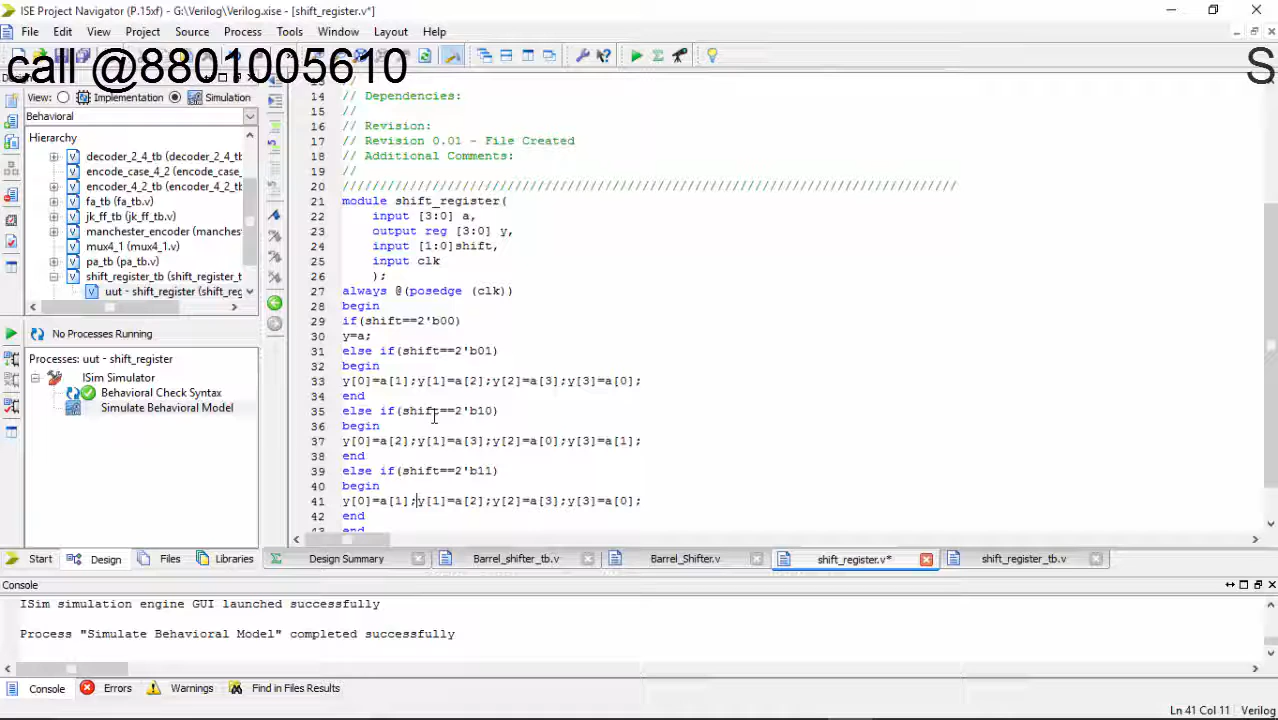 ISE Project Navigator (P.15xf) - G:\Verilog\Verilog.xise - [shift_register.v*]
File Edit View Project Source Process Tools Window Layout Help
call @8801005610 S
View: Implementation Simulation
Behavioral
Hierarchy
decoder_2_4_tb (decoder_2_4_tb
encode_case_4_2 (encode_case_4
encoder_4_2_tb (encoder_4_2_tb
fa_tb (fa_tb.v)
jk_ff_tb (jk_ff_tb.v)
manchester_encoder (manchester
mux4_1 (mux4_1.v)
pa_tb (pa_tb.v)
shift_register_tb (shift_register_t
uut - shift_register (shift_reg
No Processes Running
Processes: uut - shift_register
ISim Simulator
Behavioral Check Syntax
Simulate Behavioral Model
13
14 // Dependencies:
15 //
16 // Revision:
17 // Revision 0.01 - File Created
18 // Additional Comments:
19 //
20 //////////////////////////////////////////////////////////////////////////////////
21 module shift_register(
22 input [3:0] a,
23 output reg [3:0] y,
24 input [1:0]shift,
25 input clk
26 );
27 always @(posedge (clk))
28 begin
29 if(shift==2'b00)
30 y=a;
31 else if(shift==2'b01)
32 begin
33 y[0]=a[1];y[1]=a[2];y[2]=a[3];y[3]=a[0];
34 end
35 else if(shift==2'b10)
36 begin
37 y[0]=a[2];y[1]=a[3];y[2]=a[0];y[3]=a[1];
38 end
39 else if(shift==2'b11)
40 begin
41 y[0]=a[1];y[1]=a[2];y[2]=a[3];y[3]=a[0];
42 end
43 end
Start Design Files Libraries Design Summary Barrel_shifter_tb.v Barrel_Shifter.v shift_register.v* shift_register_tb.v
Console
ISim simulation engine GUI launched successfully
Process "Simulate Behavioral Model" completed successfully
Console Errors Warnings Find in Files Results
Ln 41 Col 11 Verilog